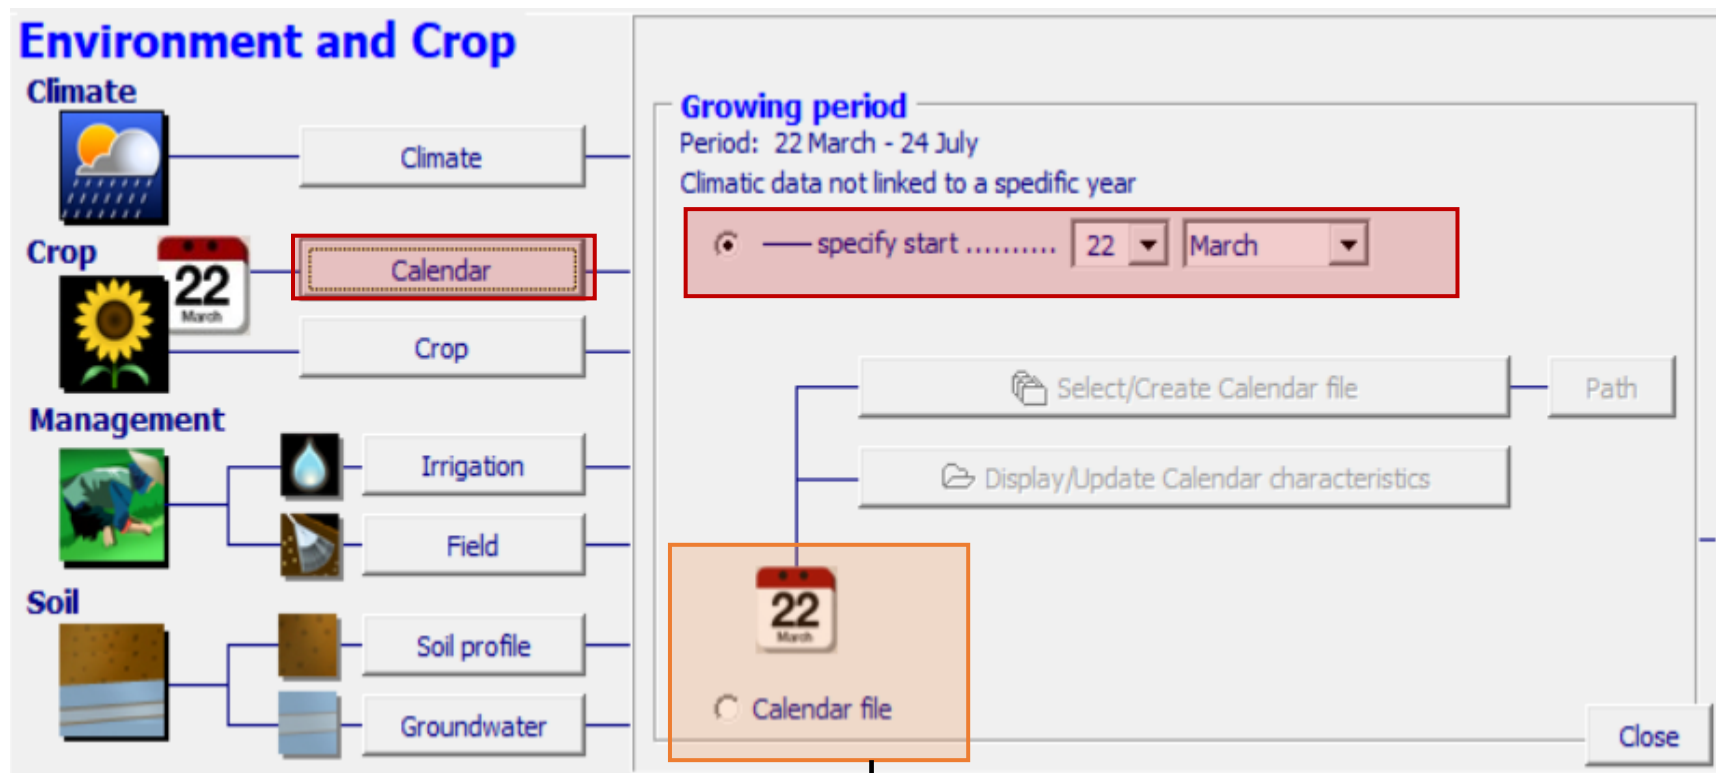 Environment and Crop
Climate
Climate
Crop
22
March
Calendar
Crop
Management
Irrigation
Field
Soil
Soil profile
Groundwater
Growing period
Period: 22 March - 24 July
Climatic data not linked to a spedific year
specify start .......... 22 March
Select/Create Calendar file Path
Display/Update Calendar characteristics
22
March
Calendar file
Close